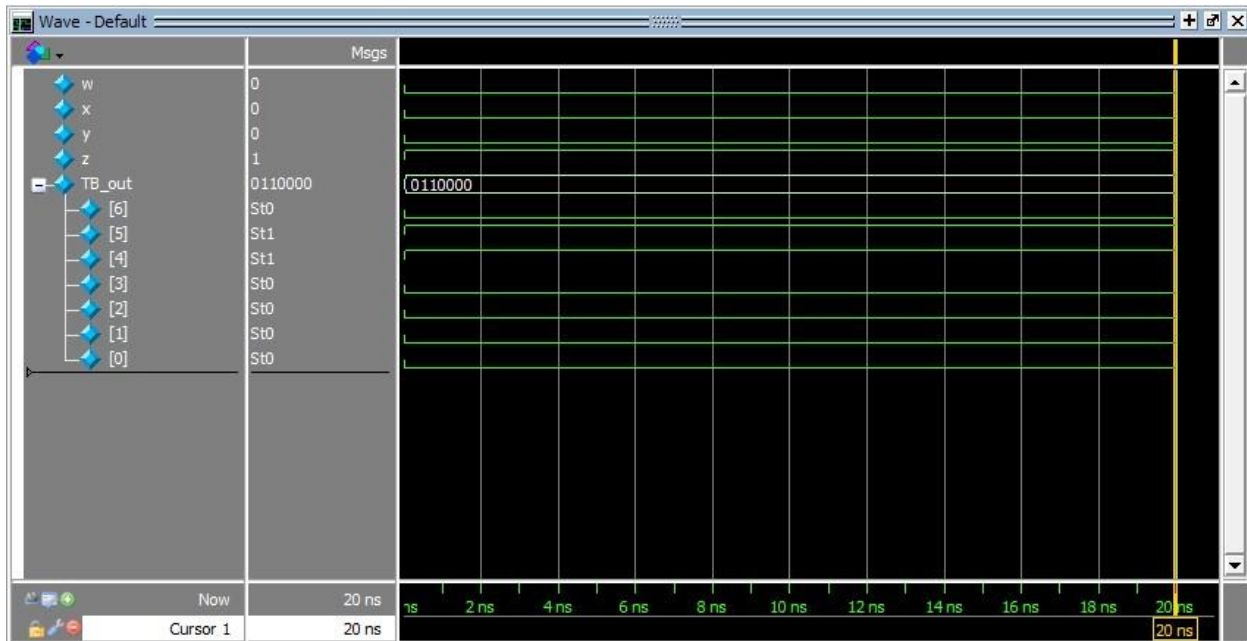 Wave - Default
Msgs
w 0
x 0
y 0
z 1
TB_out 0110000 0110000
[6] St0
[5] St1
[4] St1
[3] St0
[2] St0
[1] St0
[0] St0
Now 20 ns ns 2 ns 4 ns 6 ns 8 ns 10 ns 12 ns 14 ns 16 ns 18 ns 20 ns
Cursor 1 20 ns 20 ns